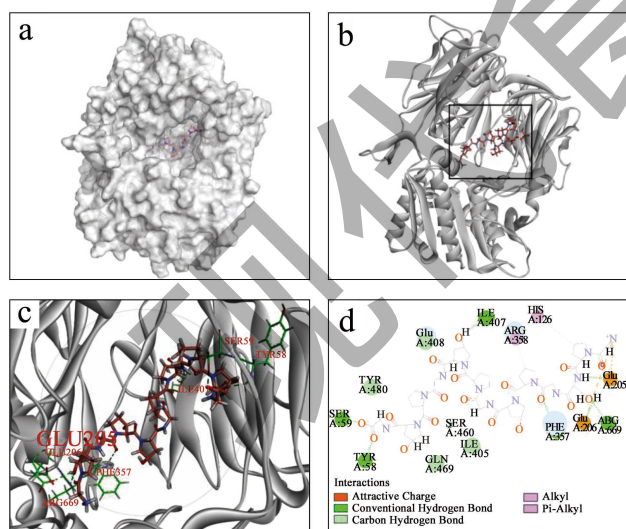 a
b
c
SER59
TYR58
GLU205
PHE357
ARG669
d
ILE
A:407
HIS
A:126
Glu
A:408
ARG
A:358
TYR
A:480
Glu
A:205
SER
A:59
SER
A:460
PHE
A:357
Glu
A:206
ARG
A:669
TYR
A:58
GLN
A:469
ILE
A:405
Interactions
Attractive Charge
Conventional Hydrogen Bond
Carbon Hydrogen Bond
Alkyl
Pi-Alkyl